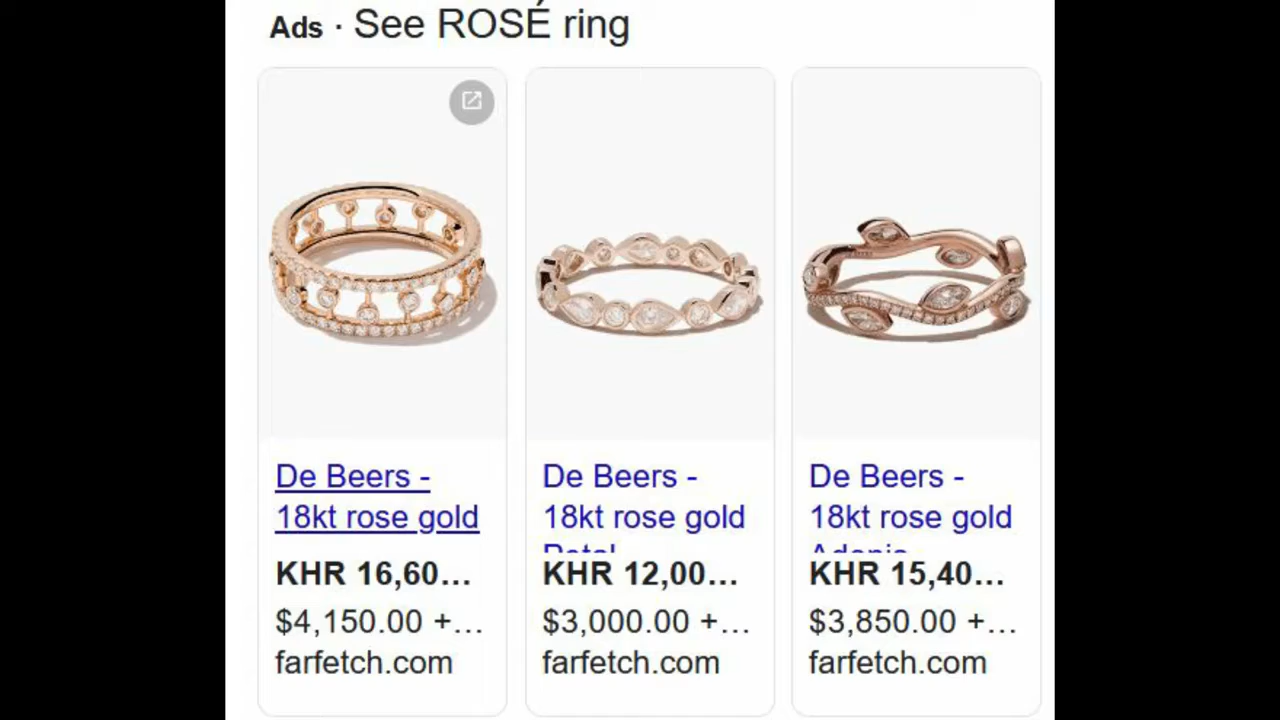 Ads · See ROSÉ ring
De Beers -
18kt rose gold
KHR 16,60...
$4,150.00 +...
farfetch.com
De Beers -
18kt rose gold
Petal
KHR 12,00...
$3,000.00 +...
farfetch.com
De Beers -
18kt rose gold
Adonis
KHR 15,40...
$3,850.00 +...
farfetch.com